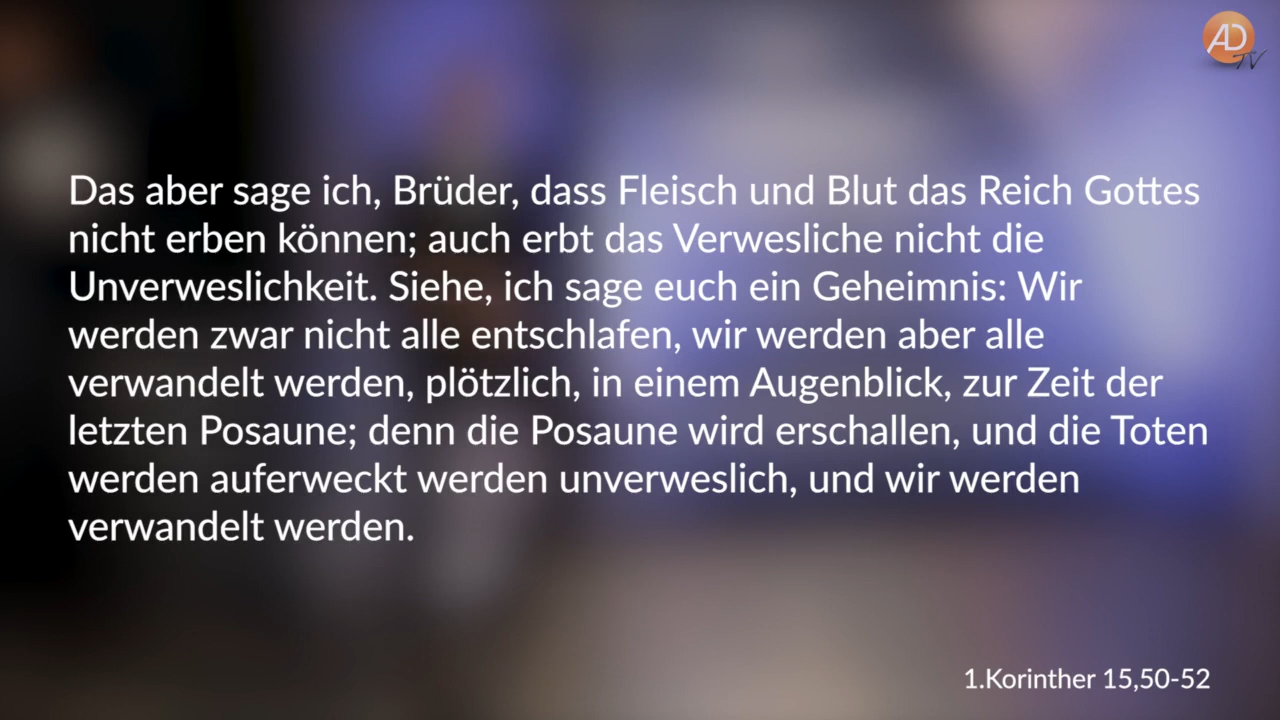 AD
TV
Das aber sage ich, Brüder, dass Fleisch und Blut das Reich Gottes
nicht erben können; auch erbt das Verwesliche nicht die
Unverweslichkeit. Siehe, ich sage euch ein Geheimnis: Wir
werden zwar nicht alle entschlafen, wir werden aber alle
verwandelt werden, plötzlich, in einem Augenblick, zur Zeit der
letzten Posaune; denn die Posaune wird erschallen, und die Toten
werden auferweckt werden unverweslich, und wir werden
verwandelt werden.
1.Korinther 15,50-52